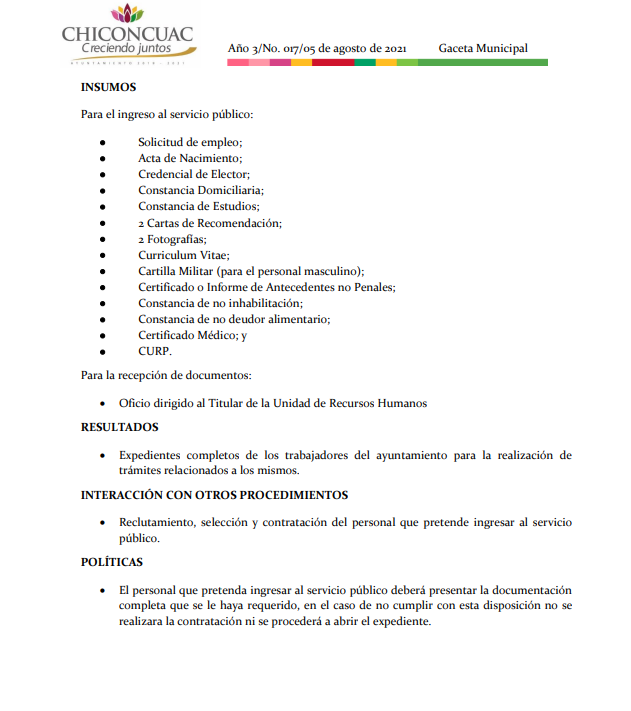 CHICONCUAC
Creciendo juntos
AYUNTAMIENTO 2019 - 2021
Año 3/No. 017/05 de agosto de 2021 Gaceta Municipal
INSUMOS
Para el ingreso al servicio público:
● Solicitud de empleo;
● Acta de Nacimiento;
● Credencial de Elector;
● Constancia Domiciliaria;
● Constancia de Estudios;
● 2 Cartas de Recomendación;
● 2 Fotografías;
● Curriculum Vitae;
● Cartilla Militar (para el personal masculino);
● Certificado o Informe de Antecedentes no Penales;
● Constancia de no inhabilitación;
● Constancia de no deudor alimentario;
● Certificado Médico; y
● CURP.
Para la recepción de documentos:
• Oficio dirigido al Titular de la Unidad de Recursos Humanos
RESULTADOS
• Expedientes completos de los trabajadores del ayuntamiento para la realización de
trámites relacionados a los mismos.
INTERACCIÓN CON OTROS PROCEDIMIENTOS
• Reclutamiento, selección y contratación del personal que pretende ingresar al servicio
público.
POLÍTICAS
• El personal que pretenda ingresar al servicio público deberá presentar la documentación
completa que se le haya requerido, en el caso de no cumplir con esta disposición no se
realizara la contratación ni se procederá a abrir el expediente.